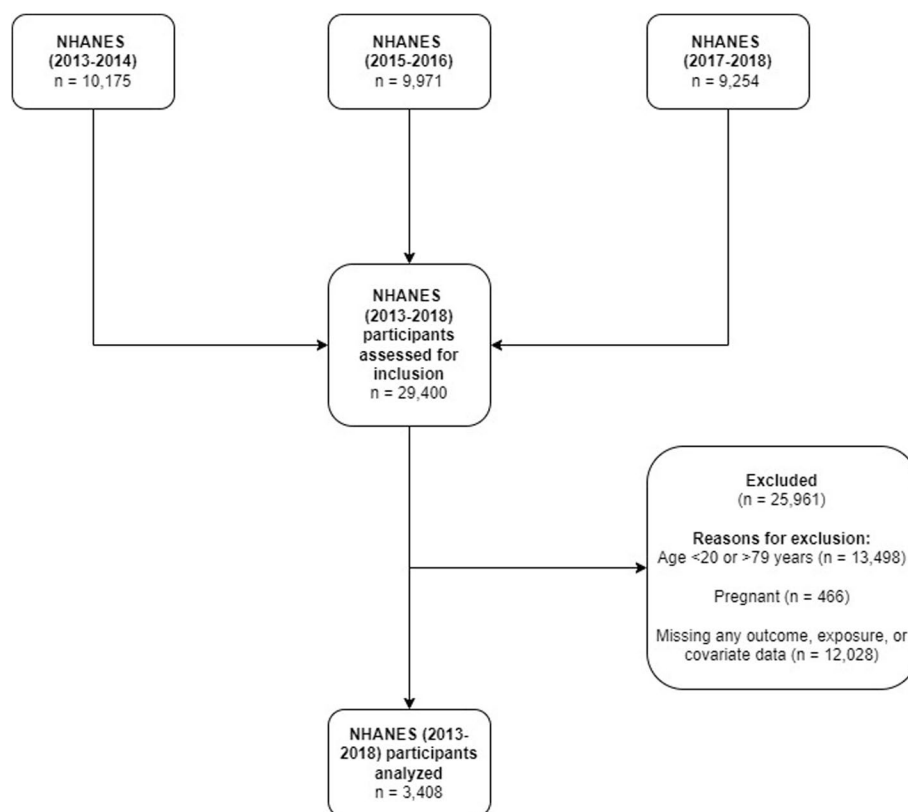 NHANES
(2013-2014)
n = 10,175
NHANES
(2015-2016)
n = 9,971
NHANES
(2017-2018)
n = 9,254
NHANES
(2013-2018)
participants
assessed for
inclusion
n = 29,400
Excluded
(n = 25,961)
Reasons for exclusion:
Age <20 or >79 years (n = 13,498)
Pregnant (n = 466)
Missing any outcome, exposure, or
covariate data (n = 12,028)
NHANES (2013-
2018) participants
analyzed
n = 3,408